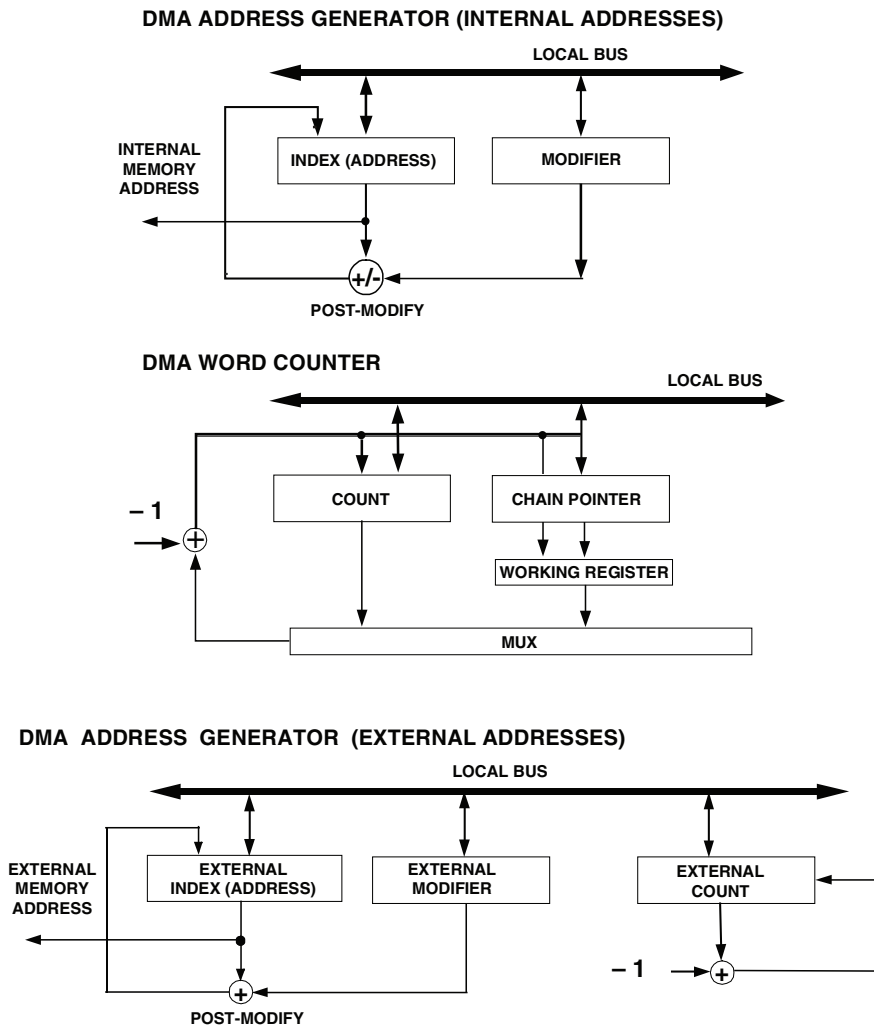 DMA ADDRESS GENERATOR (INTERNAL ADDRESSES)
LOCAL BUS
INTERNAL
MEMORY
ADDRESS
INDEX (ADDRESS)
MODIFIER
+/-
POST-MODIFY
DMA WORD COUNTER
LOCAL BUS
COUNT
CHAIN POINTER
– 1
+
WORKING REGISTER
MUX
DMA ADDRESS GENERATOR (EXTERNAL ADDRESSES)
LOCAL BUS
EXTERNAL
MEMORY
ADDRESS
EXTERNAL
INDEX (ADDRESS)
EXTERNAL
MODIFIER
EXTERNAL
COUNT
+
POST-MODIFY
– 1
+